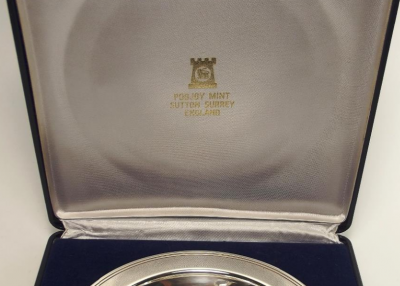 POBJOY MINT
SUTTON SURREY
ENGLAND